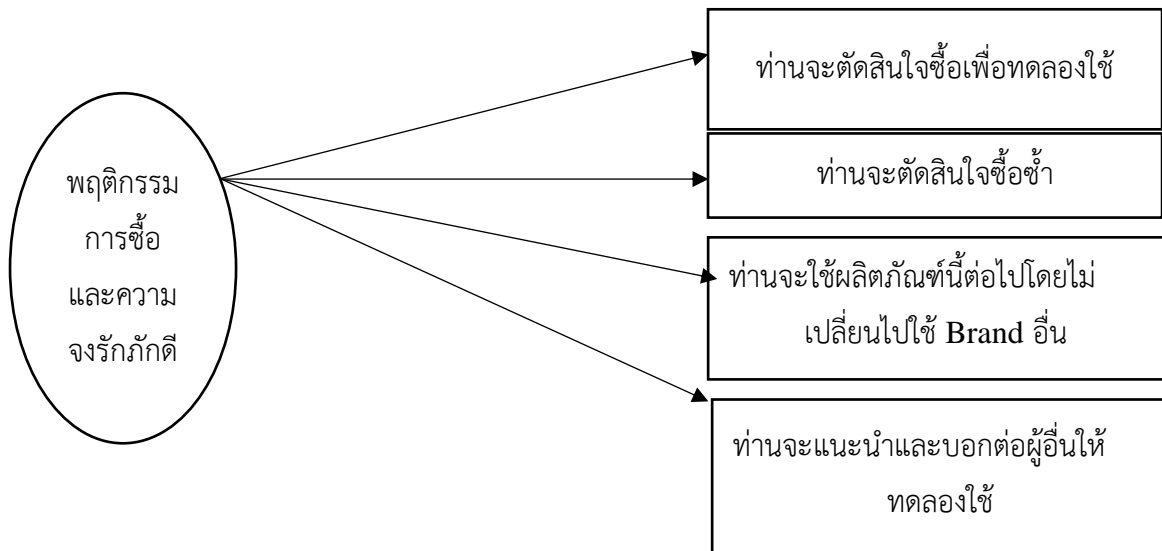 พฤติกรรม
การซื้อ
และความ
จงรักภักดี
ท่านจะตัดสินใจซื้อเพื่อทดลองใช้
ท่านจะตัดสินใจซื้อซ้ำ
ท่านจะใช้ผลิตภัณฑ์นี้ต่อไปโดยไม่
เปลี่ยนไปใช้ Brand อื่น
ท่านจะแนะนำและบอกต่อผู้อื่นให้
ทดลองใช้